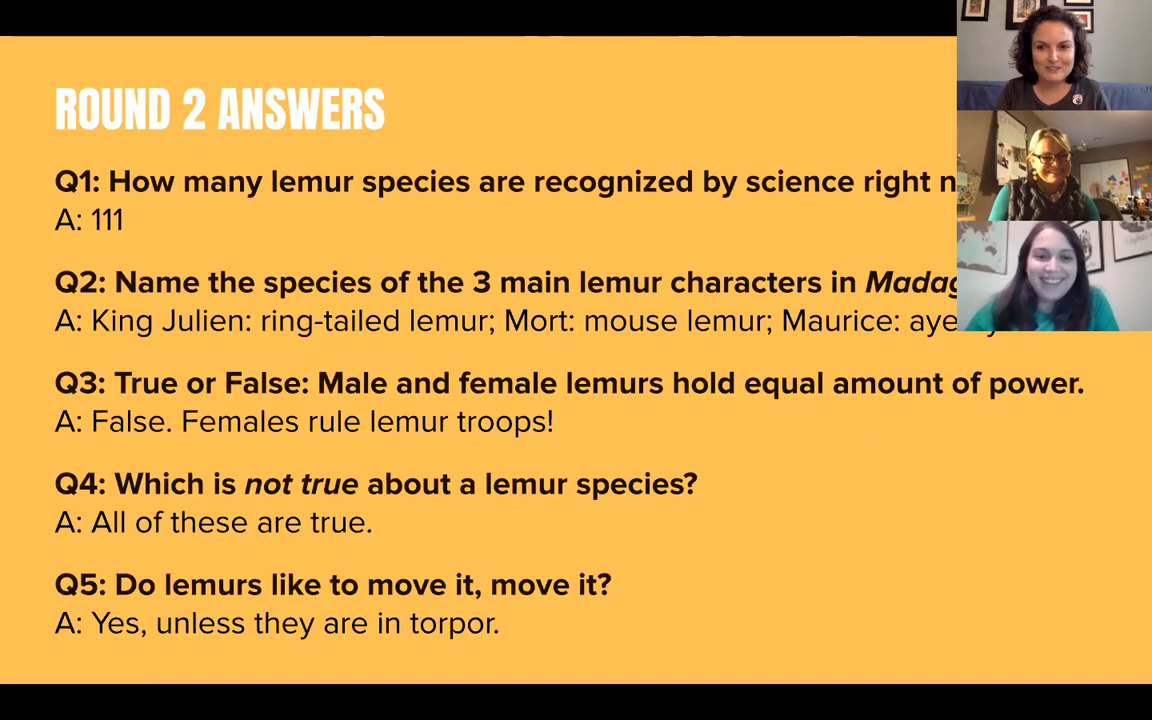 ROUND 2 ANSWERS
Q1: How many lemur species are recognized by science right
A: 111
Q2: Name the species of the 3 main lemur characters in
A: King Julien: ring-tailed lemur; Mort: mouse lemur; Maurice:
Q3: True or False: Male and female lemurs hold equal amount of power.
A: False. Females rule lemur troops!
Q4: Which is not true about a lemur species?
A: All of these are true.
Q5: Do lemurs like to move it, move it?
A: Yes, unless they are in torpor.